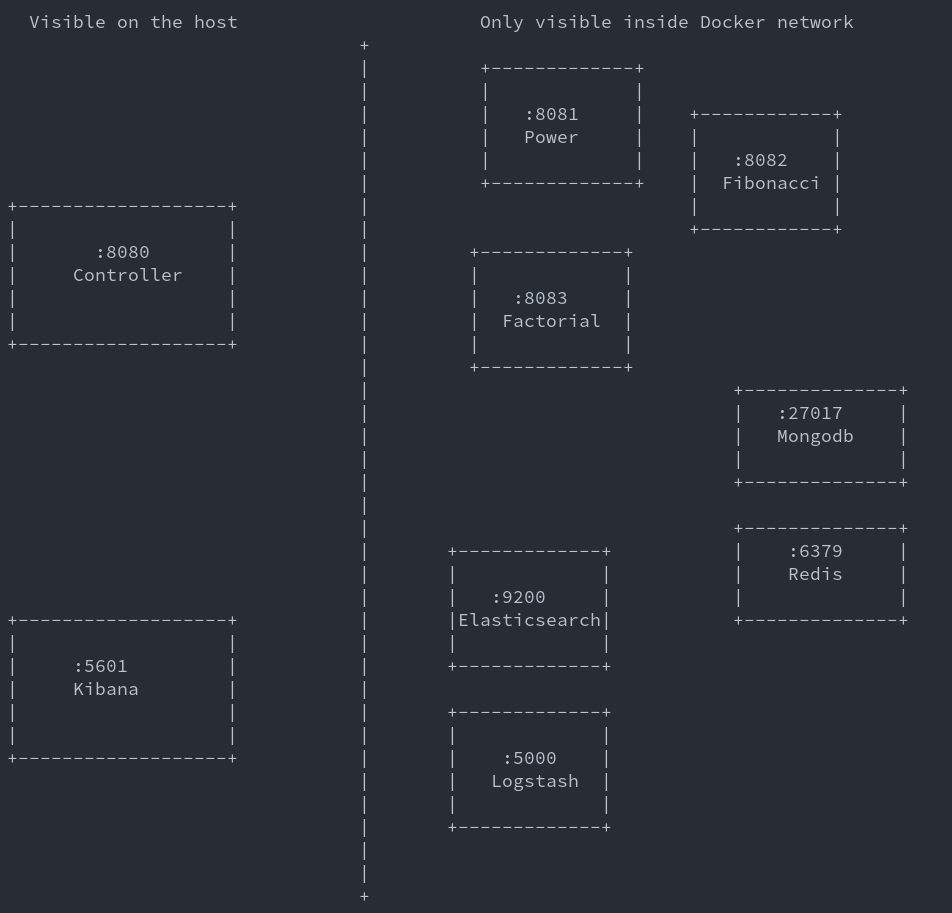 Visible on the host
Only visible inside Docker network
:8081
Power
:8082
Fibonacci
:8080
Controller
:8083
Factorial
:27017
Mongodb
:6379
Redis
:9200
Elasticsearch
:5601
Kibana
:5000
Logstash